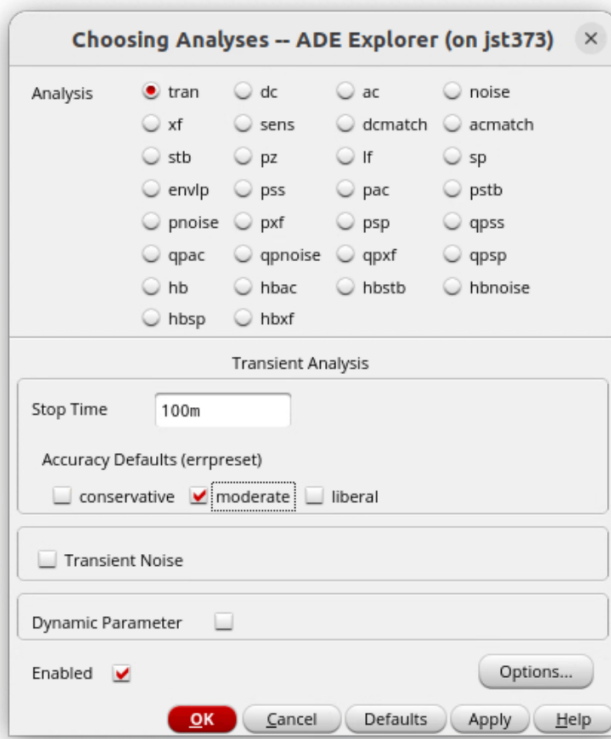 Choosing Analyses -- ADE Explorer (on jst373)
Analysis tran dc ac noise
xf sens dcmatch acmatch
stb pz lf sp
envlp pss pac pstb
pnoise pxf psp qpss
qpac qpnoise qpxf qpsp
hb hbac hbstb hbnoise
hbsp hbxf
Transient Analysis
Stop Time 100m
Accuracy Defaults (errpreset)
conservative moderate liberal
Transient Noise
Dynamic Parameter
Enabled Options...
OK Cancel Defaults Apply Help